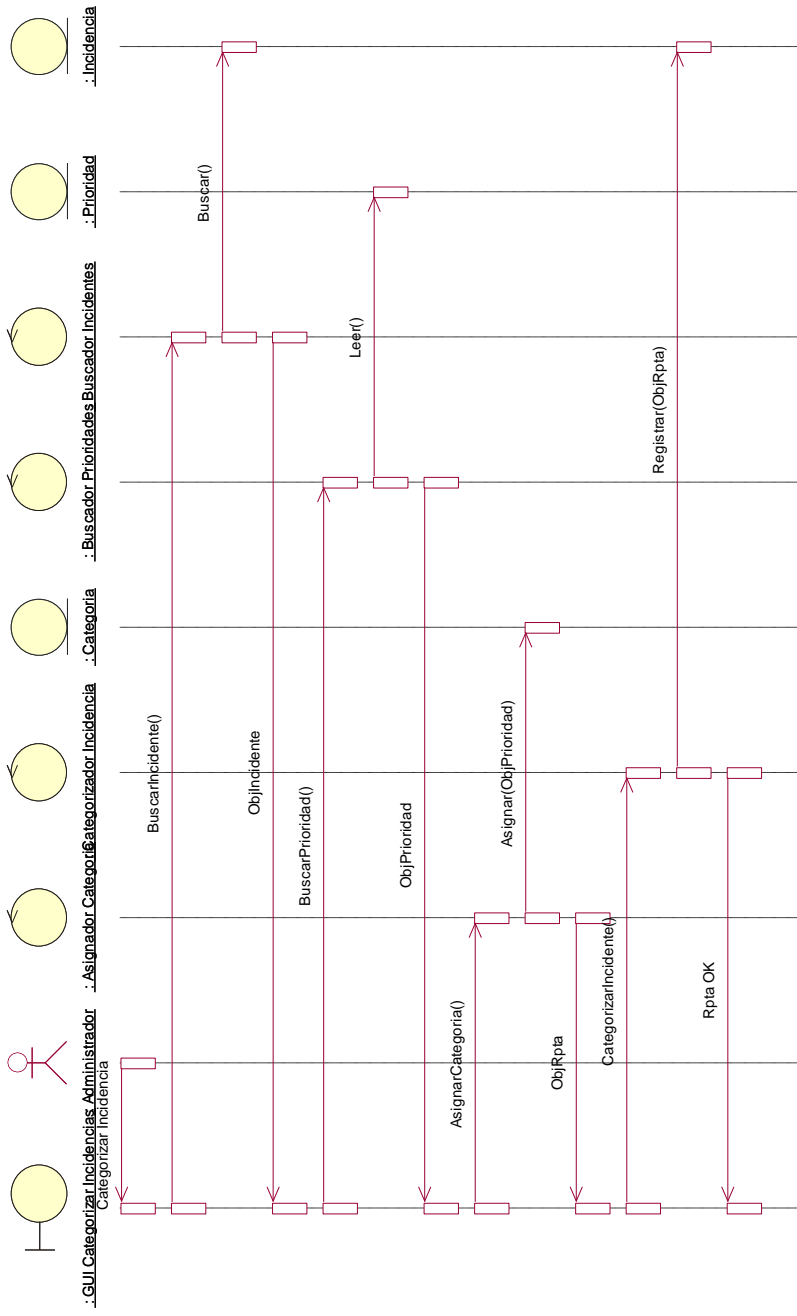 : GUI Categorizar Incidencias
: Administrador
: Asignador Categoria
: Categorizador Incidencia
: Categoria
: Buscador Prioridades
: Buscador Incidentes
: Prioridad
: Incidencia
Categorizar Incidencia
BuscarIncidente()
Buscar()
ObjIncidente
BuscarPrioridad()
Leer()
ObjPrioridad
AsignarCategoria()
Asignar(ObjPrioridad)
ObjRpta
CategorizarIncidente()
Registrar(ObjRpta)
Rpta OK